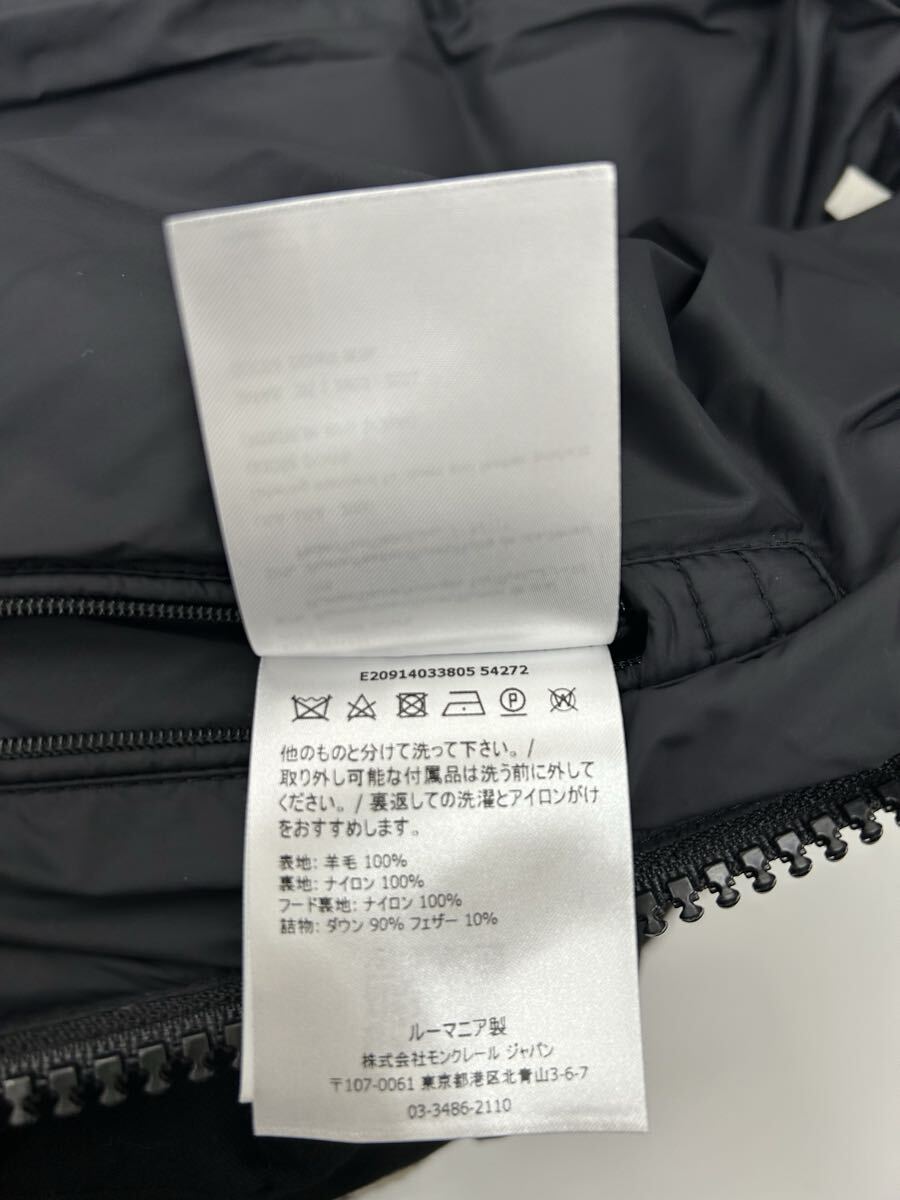 E20914033805 54272
P W
他のものと分けて洗って下さい。/
取り外し可能な付属品は洗う前に外して
ください。/ 裏返しての洗濯とアイロンがけ
をおすすめします。
表地: 羊毛 100%
裏地: ナイロン 100%
フード裏地: ナイロン 100%
詰物: ダウン 90% フェザー 10%
ルーマニア製
株式会社モンクレール ジャパン
〒107-0061 東京都港区北青山3-6-7
03-3486-2110